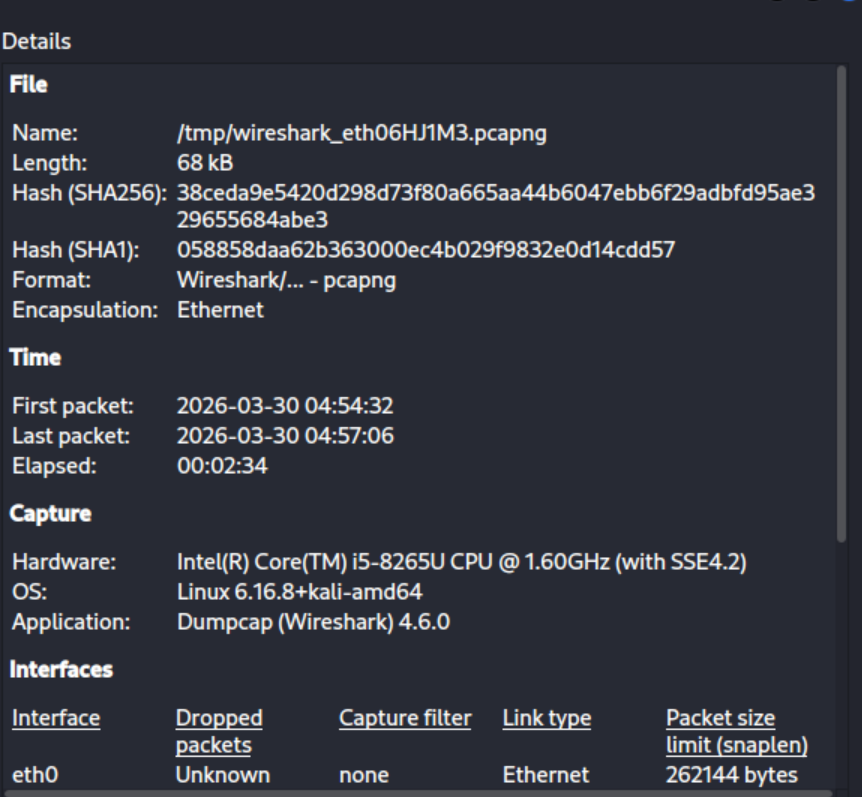 Details
File
Name: /tmp/wireshark_eth06HJ1M3.pcapng
Length: 68 kB
Hash (SHA256): 38ceda9e5420d298d73f80a665aa44b6047ebb6f29adbfd95ae3
29655684abe3
Hash (SHA1): 058858daa62b363000ec4b029f9832e0d14cdd57
Format: Wireshark/... - pcapng
Encapsulation: Ethernet
Time
First packet: 2026-03-30 04:54:32
Last packet: 2026-03-30 04:57:06
Elapsed: 00:02:34
Capture
Hardware: Intel(R) Core(TM) i5-8265U CPU @ 1.60GHz (with SSE4.2)
OS: Linux 6.16.8+kali-amd64
Application: Dumpcap (Wireshark) 4.6.0
Interfaces
Interface Dropped Capture filter Link type Packet size
packets limit (snaplen)
eth0 Unknown none Ethernet 262144 bytes